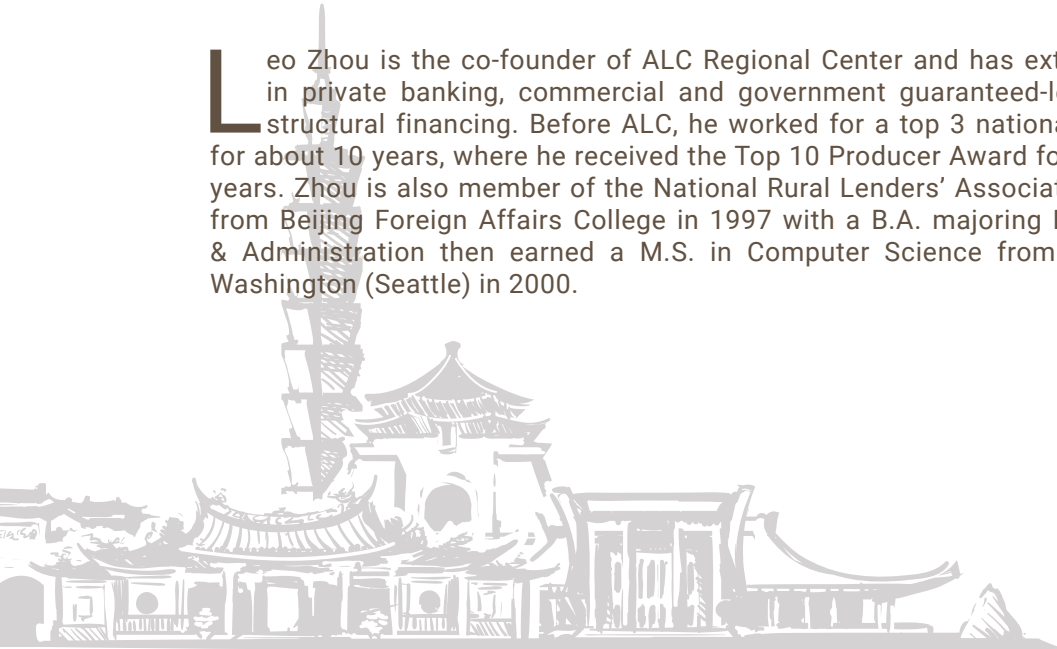 Leo Zhou is the co-founder of ALC Regional Center and has
in private banking, commercial and government
structural financing. Before ALC, he worked for a top 3
for about 10 years, where he received the Top 10 Producer Award
years. Zhou is also member of the National Rural Lenders’
from Beijing Foreign Affairs College in 1997 with a B.A. majoring
& Administration then earned a M.S. in Computer Science from
Washington (Seattle) in 2000.